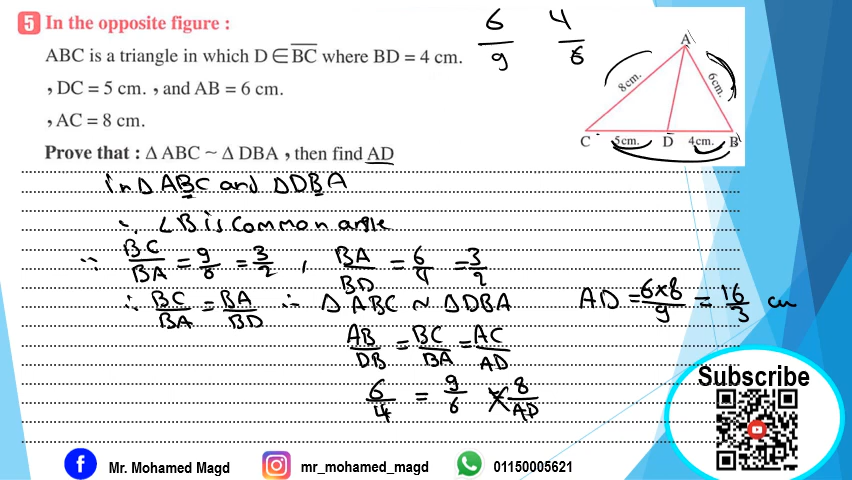 5 In the opposite figure :
ABC is a triangle in which D ∈ BC where BD = 4 cm.
, DC = 5 cm. , and AB = 6 cm.
, AC = 8 cm.
Prove that : Δ ABC ~ Δ DBA , then find AD
6/9 4/6
A
8cm.
6cm.
C 5cm. D 4cm. B
in Δ ABC and Δ DBA
∵ ∠B is common angle
∵ BC/BA = 9/6 = 3/2 , BA/BD = 6/4 = 3/2
∴ BC/BA = BA/BD ∴ Δ ABC ~ Δ DBA
AD = 6×8/9 = 16/3 cm
AB/DB = BC/BA = AC/AD
6/4 = 9/6 = 8/AD
Subscribe
Mr. Mohamed Magd mr_mohamed_magd 01150005621